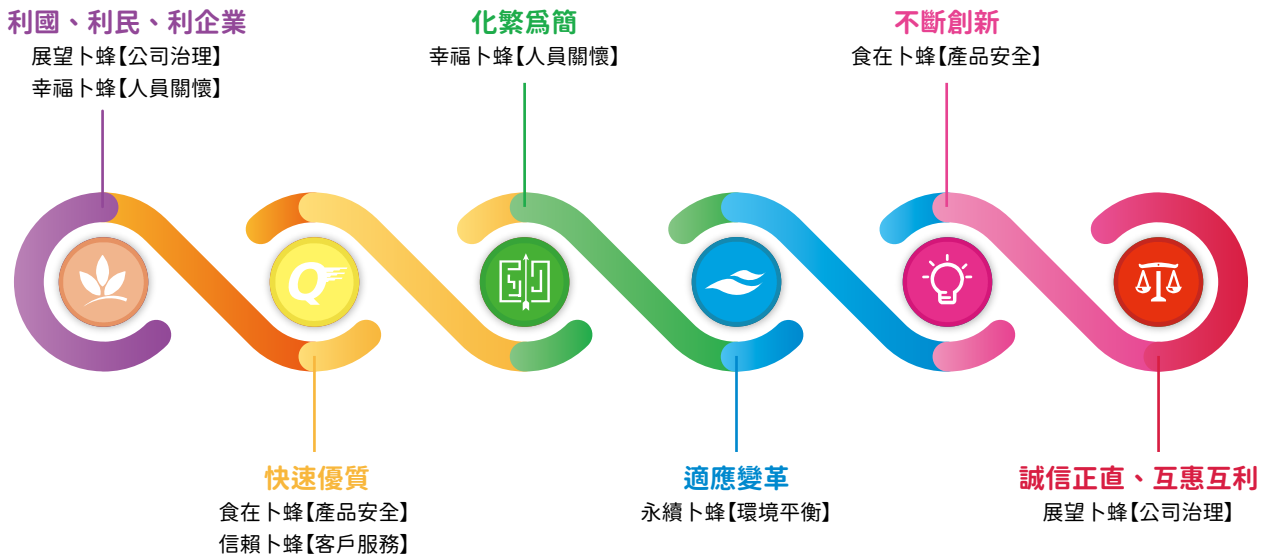 利國、利民、利企業
展望卜蜂【公司治理】
幸福卜蜂【人員關懷】
化繁為簡
幸福卜蜂【人員關懷】
不斷創新
食在卜蜂【產品安全】
Q
快速優質
食在卜蜂【產品安全】
信賴卜蜂【客戶服務】
適應變革
永續卜蜂【環境平衡】
誠信正直、互惠互利
展望卜蜂【公司治理】